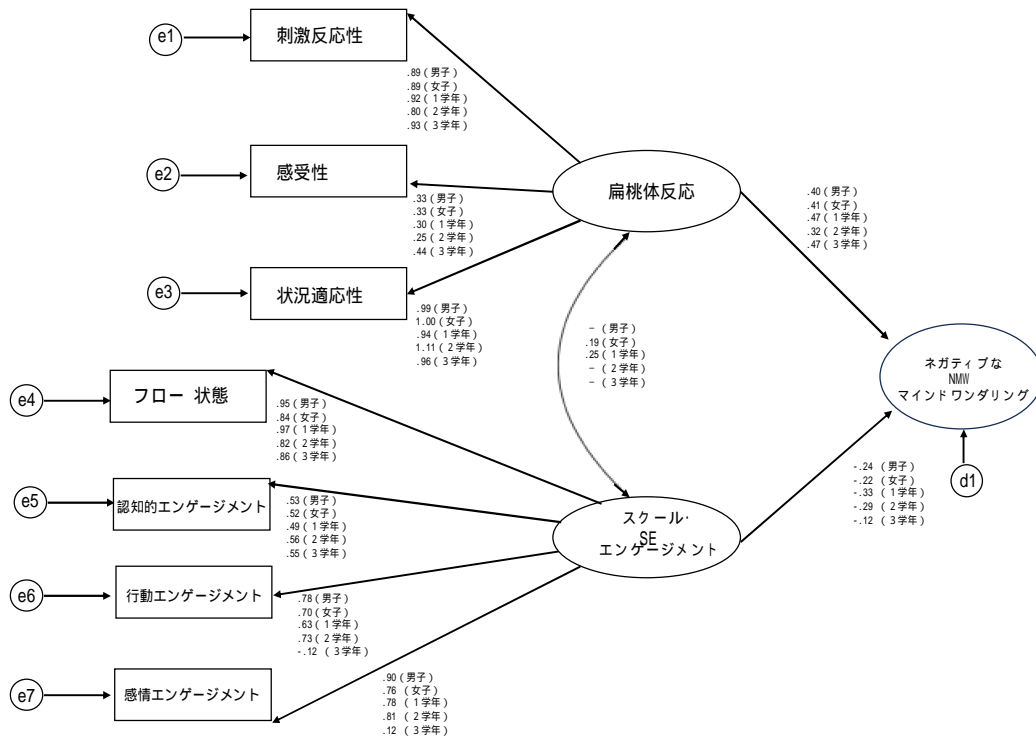 e1
刺激反応性
.89(男子)
.89(女子)
.92(1学年)
.80(2学年)
.93(3学年)
e2
感受性
.33(男子)
.33(女子)
.30(1学年)
.25(2学年)
.44(3学年)
扁桃体反応
.40(男子)
.41(女子)
.47(1学年)
.32(2学年)
.47(3学年)
e3
状況適応性
.99(男子)
1.00(女子)
.94(1学年)
1.11(2学年)
.96(3学年)
-(男子)
.19(女子)
.25(1学年)
-(2学年)
-(3学年)
ネガティブな
NMW
マインドワンダリング
d1
e4
フロー 状態
.95(男子)
.84(女子)
.97(1学年)
.82(2学年)
.86(3学年)
e5
認知的エンゲージメント
.53(男子)
.52(女子)
.49(1学年)
.56(2学年)
.55(3学年)
スクール・
SE
エンゲージメント
-.24(男子)
-.22(女子)
-.33(1学年)
-.29(2学年)
-.12(3学年)
e6
行動エンゲージメント
.78(男子)
.70(女子)
.63(1学年)
.73(2学年)
-.12(3学年)
e7
感情エンゲージメント
.90(男子)
.76(女子)
.78(1学年)
.81(2学年)
.12(3学年)